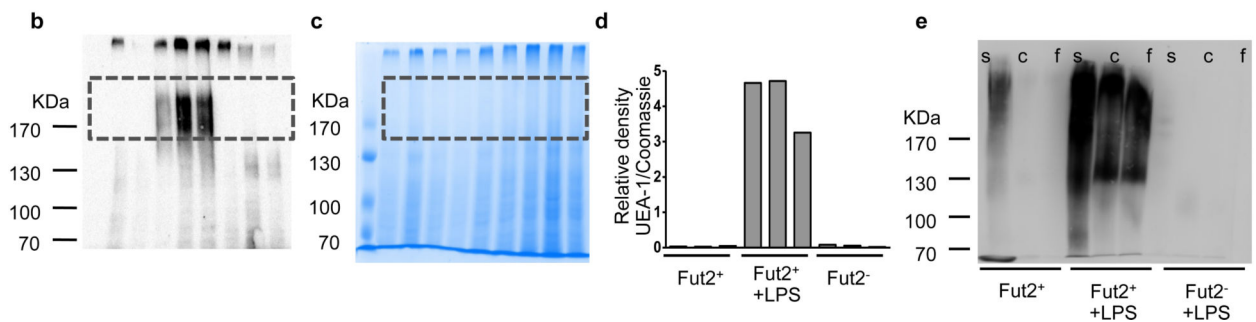 b
KDa
170
130
100
70
c
KDa
170
130
100
70
d
Relative density
UEA-1/Coomassie
5
4
3
2
1
0
Fut2+
Fut2+
+LPS
Fut2-
e
s c f s c f s c f
KDa
170
130
100
70
Fut2+
Fut2+
+LPS
Fut2-
+LPS